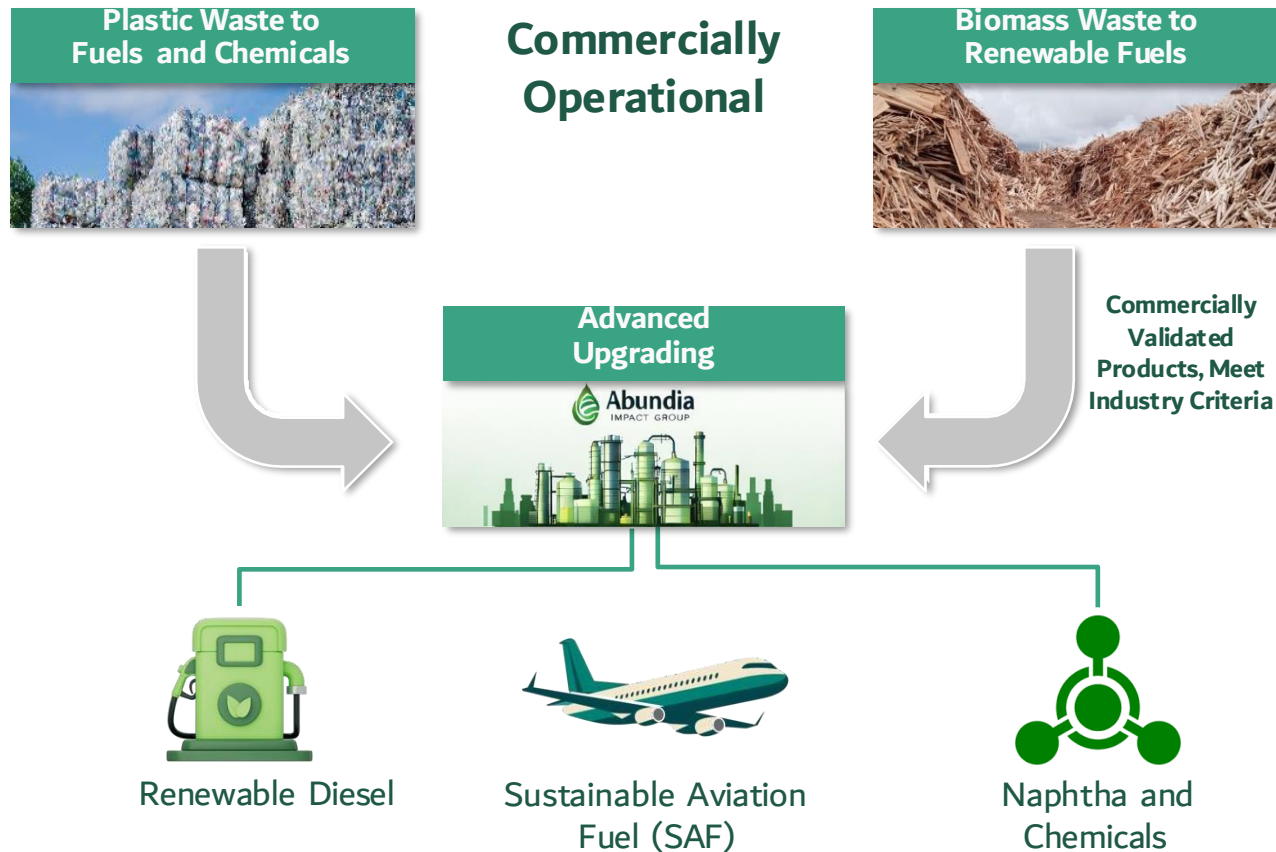 Plastic Waste to
Fuels and Chemicals
Commercially
Operational
Biomass Waste to
Renewable Fuels
Advanced
Upgrading
Abundia
IMPACT GROUP
Commercially
Validated
Products, Meet
Industry Criteria
Renewable Diesel
Sustainable Aviation
Fuel (SAF)
Naphtha and
Chemicals